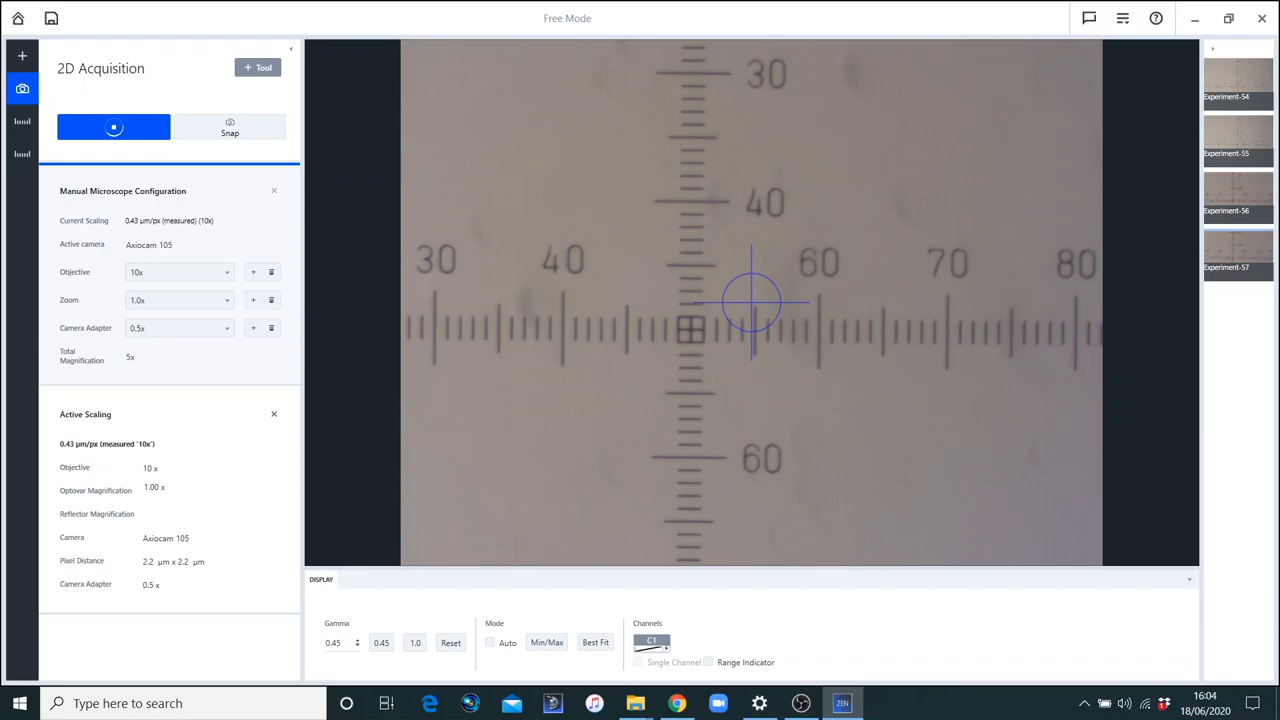 Free Mode
2D Acquisition
+ Tool
Snap
Manual Microscope Configuration
Current Scaling 0.43 µm/px (measured) (10x)
Active camera Axiocam 105
Objective 10x
Zoom 1.0x
Camera Adapter 0.5x
Total Magnification 5x
Active Scaling
0.43 µm/px (measured '10x')
Objective 10 x
Optovar Magnification 1.00 x
Reflector Magnification
Camera Axiocam 105
Pixel Distance 2.2 µm x 2.2 µm
Camera Adapter 0.5 x
30
40
30 40 60 70 80
60
Experiment-54
Experiment-55
Experiment-56
Experiment-57
DISPLAY
Gamma Mode Channels
0.45 0.45 1.0 Reset Auto Min/Max Best Fit C1
Single Channel Range Indicator
Type here to search
ZEN
16:04
18/06/2020